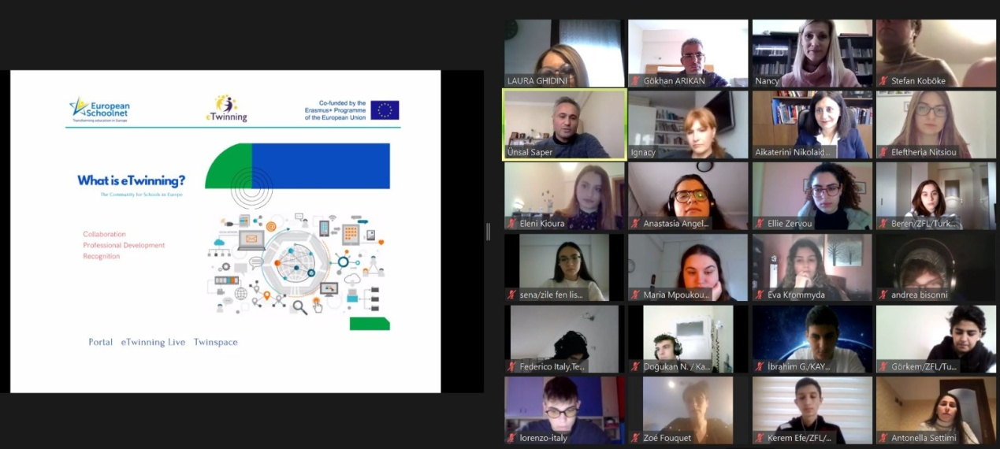 European
Schoolnet
Transforming education in Europe
eTwinning
Co-funded by the
Erasmus+ Programme
of the European Union
What is eTwinning?
The Community for Schools in Europe
Collaboration
Professional Development
Recognition
Portal eTwinning Live Twinspace
LAURA GHIDINI
Gökhan ARIKAN
Nancy
Stefan Koböke
Ünsal Saper
Ignacy
Aikaterini Nikolaid...
Eleftheria Nitsiou
Eleni Kioura
Anastasia Angel...
Ellie Zervou
Beren/ZFL/Turk...
sena/zile fen lis...
Maria Mpoukou...
Eva Krommyda
andrea bisonni
Federico Italy,Te...
Doğukan N. / Ka...
İbrahim G./KAY...
Görkem/ZFL/Tu...
lorenzo-italy
Zoé Fouquet
Kerem Efe/ZFL/...
Antonella Settimi